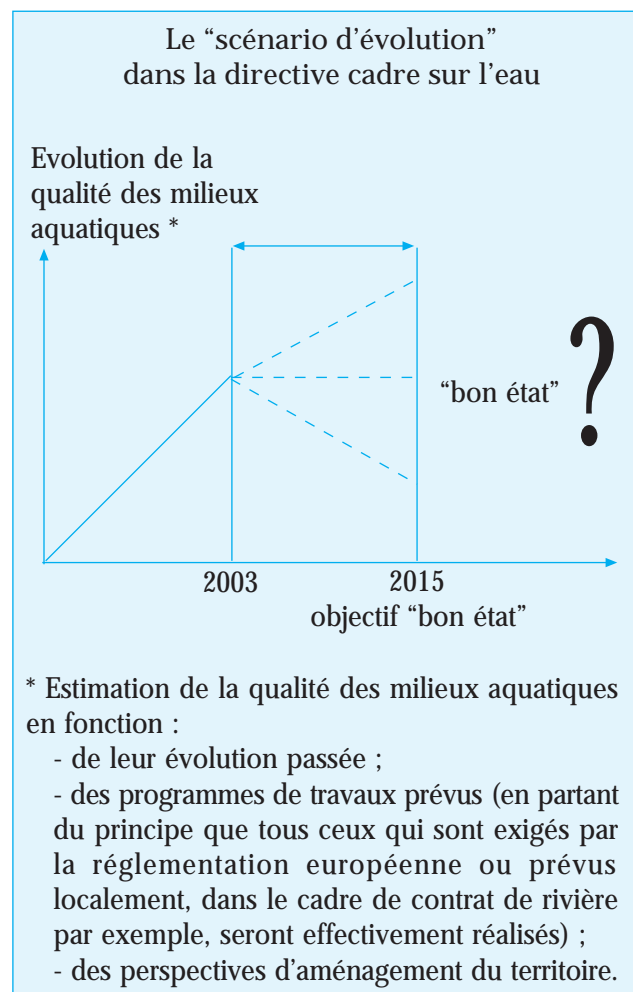 Le “scénario d’évolution”
dans la directive cadre sur l’eau
Evolution de la
qualité des milieux
aquatiques *
“bon état” ?
2003 2015
objectif “bon état”
* Estimation de la qualité des milieux aquatiques
en fonction :
- de leur évolution passée ;
- des programmes de travaux prévus (en partant
du principe que tous ceux qui sont exigés par
la réglementation européenne ou prévus
localement, dans le cadre de contrat de rivière
par exemple, seront effectivement réalisés) ;
- des perspectives d’aménagement du territoire.